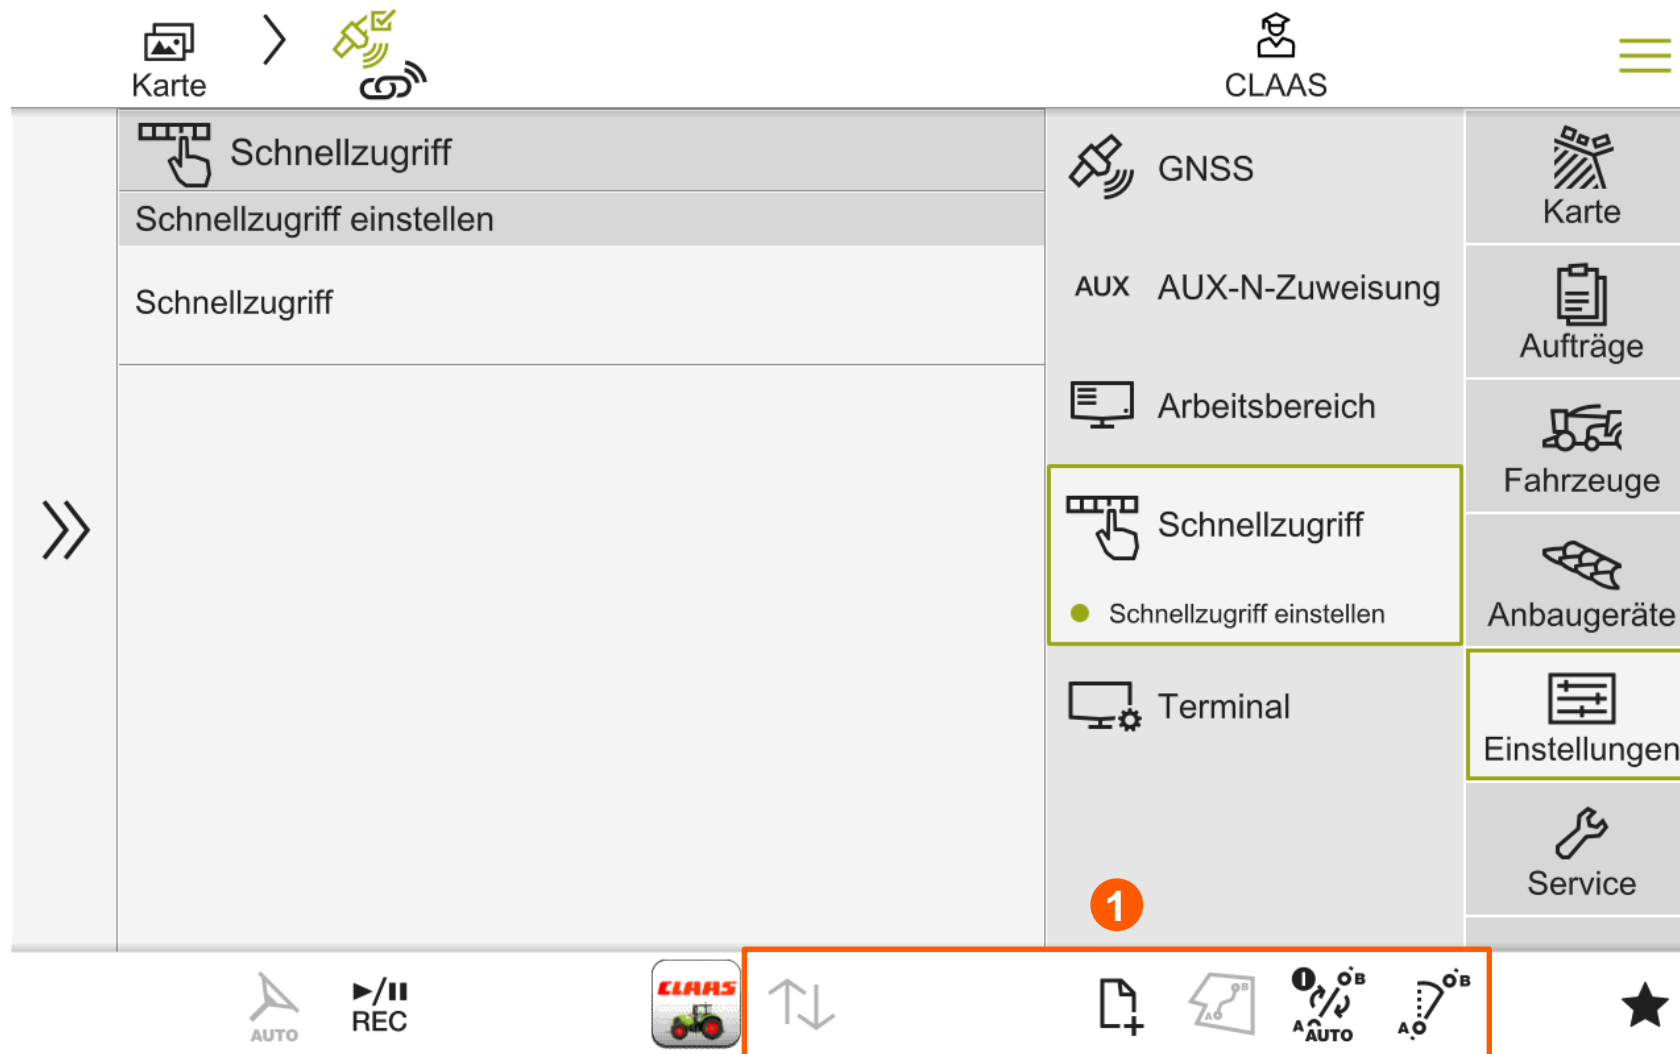 Karte
CLAAS
Schnellzugriff
Schnellzugriff einstellen
Schnellzugriff
GNSS
AUX AUX-N-Zuweisung
Arbeitsbereich
Schnellzugriff
Schnellzugriff einstellen
Terminal
Karte
Aufträge
Fahrzeuge
Anbaugeräte
Einstellungen
Service
1
AUTO
REC
CLAAS
A B
B
A AUTO
B
A